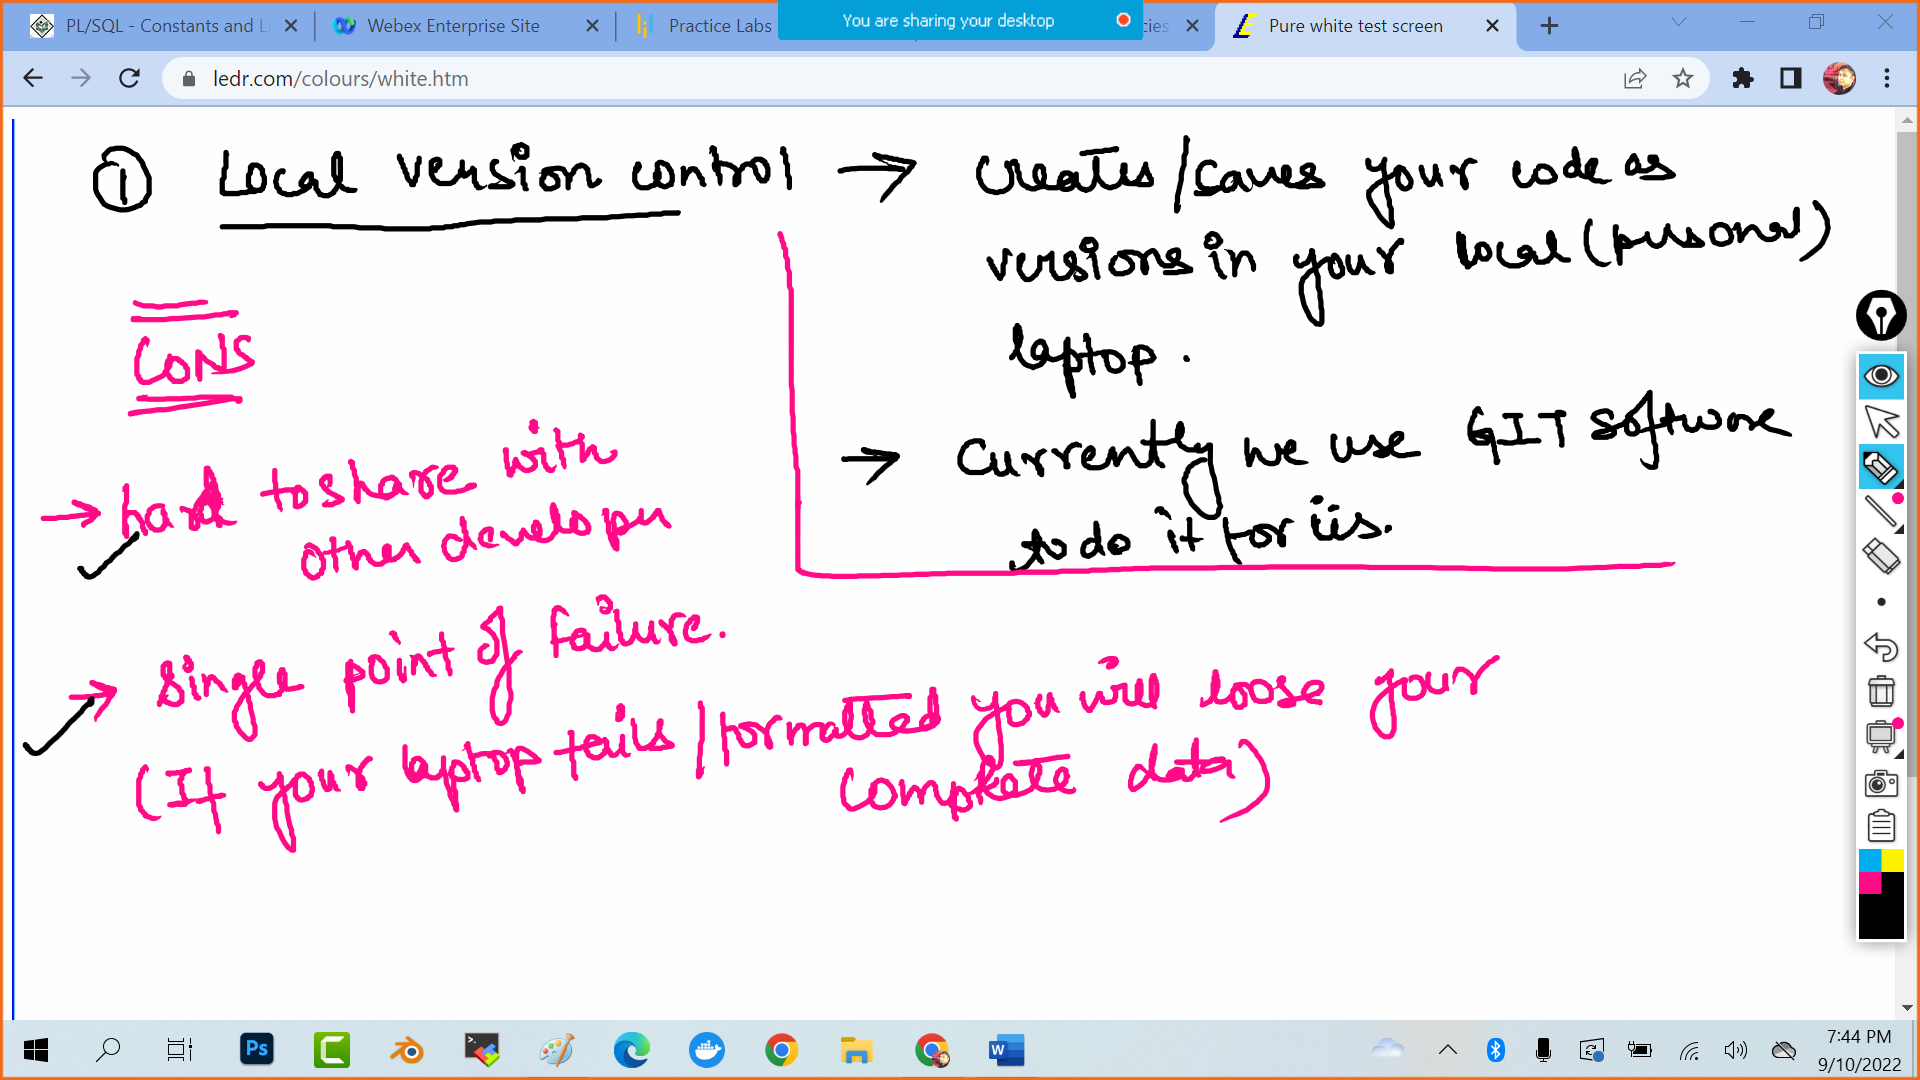 PL/SQL - Constants and Li
Webex Enterprise Site
Practice Labs
You are sharing your desktop
cies
Pure white test screen
ledr.com/colours/white.htm
① Local version control → creates/saves your code as
versions in your local (personal)
laptop.
CONS
→ Currently we use GIT software
to do it for us.
→ hard to share with
other developer
→ single point of failure.
(If your laptop fails/formatted you will loose your
complete data)
Ps
W
7:44 PM
9/10/2022